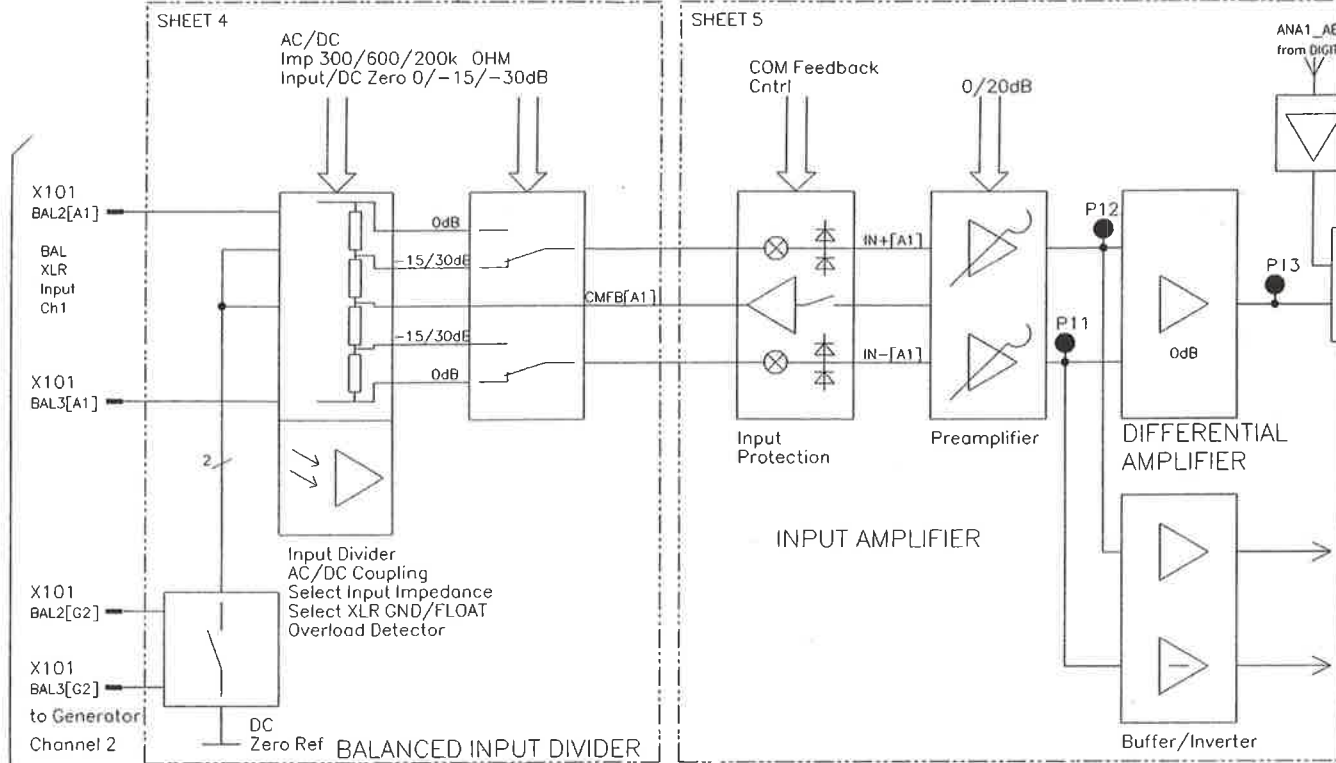 SHEET 4
AC/DC
Imp 300/600/200k OHM
Input/DC Zero 0/-15/-30dB
X101
BAL2[A1]
BAL
XLR
Input
Ch1
X101
BAL3[A1]
0dB
-15/30dB
-15/30dB
0dB
2
Input Divider
AC/DC Coupling
Select Input Impedance
Select XLR GND/FLOAT
Overload Detector
X101
BAL2[G2]
X101
BAL3[G2]
to Generator
Channel 2
DC
Zero Ref
BALANCED INPUT DIVIDER
SHEET 5
COM Feedback
Cntrl
0/20dB
CMFB[A1]
IN+[A1]
IN-[A1]
Input
Protection
Preamplifier
P12
P11
P13
0dB
DIFFERENTIAL
AMPLIFIER
INPUT AMPLIFIER
Buffer/Inverter
from